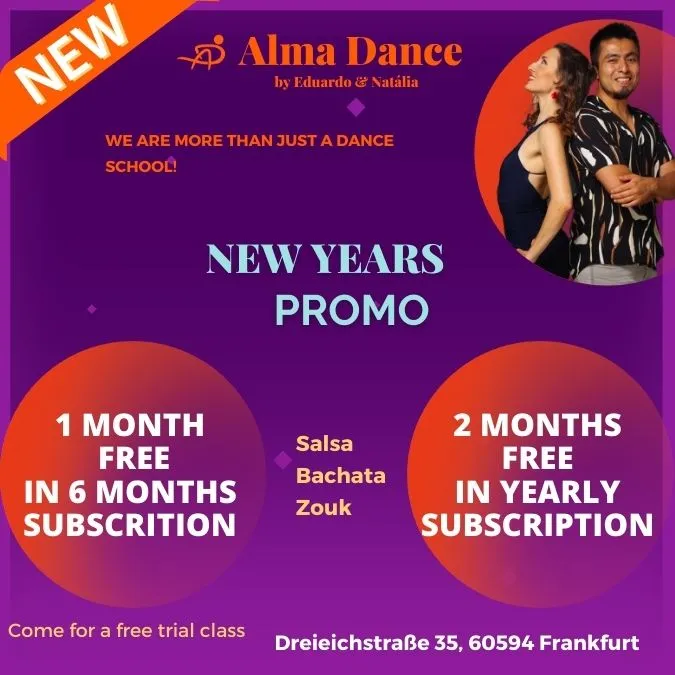 NEW
Alma Dance
by Eduardo & Natália
WE ARE MORE THAN JUST A DANCE
SCHOOL!
NEW YEARS
PROMO
1 MONTH
FREE
IN 6 MONTHS
SUBSCRITION
Salsa
Bachata
Zouk
2 MONTHS
FREE
IN YEARLY
SUBSCRIPTION
Come for a free trial class
Dreieichstraße 35, 60594 Frankfurt